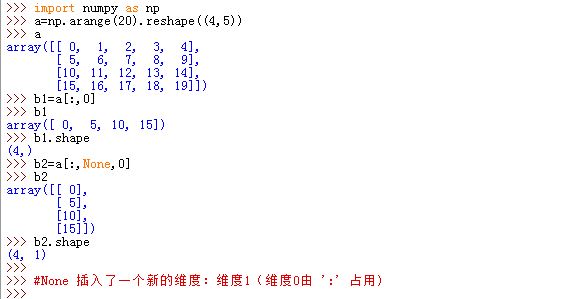 >>> import numpy as np
>>> a=np.arange(20).reshape((4,5))
>>> a
array([[ 0,  1,  2,  3,  4],
       [ 5,  6,  7,  8,  9],
       [10, 11, 12, 13, 14],
       [15, 16, 17, 18, 19]])
>>> b1=a[:,0]
>>> b1
array([ 0,  5, 10, 15])
>>> b1.shape
(4,)
>>> b2=a[:,None,0]
>>> b2
array([[ 0],
       [ 5],
       [10],
       [15]])
>>> b2.shape
(4, 1)
>>>
>>> #None 插入了一个新的维度：维度1（维度0由 ':' 占用）
>>>